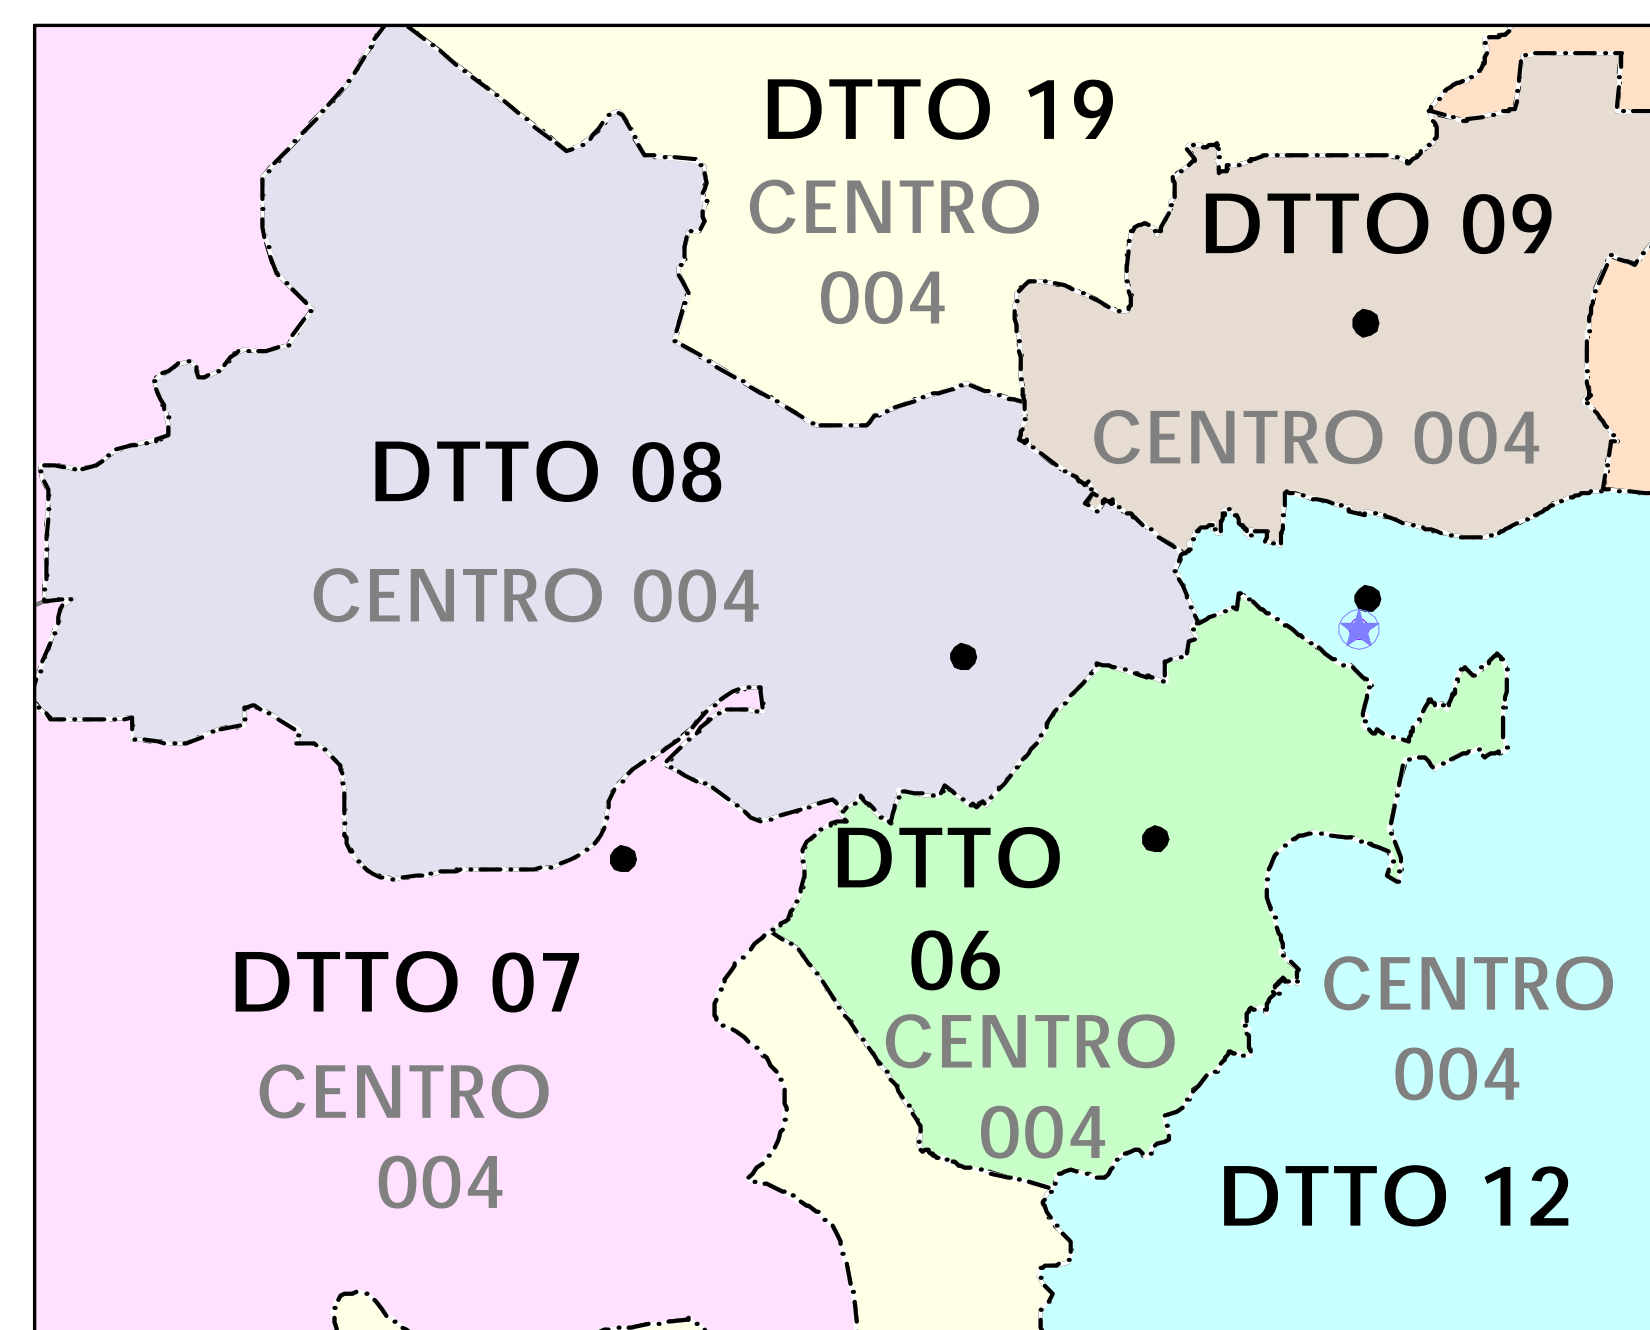 DTTO 19
CENTRO
004
DTTO 09
CENTRO 004
DTTO 08
CENTRO 004
DTTO
06
CENTRO
004
DTTO 07
CENTRO
004
CENTRO
004
DTTO 12